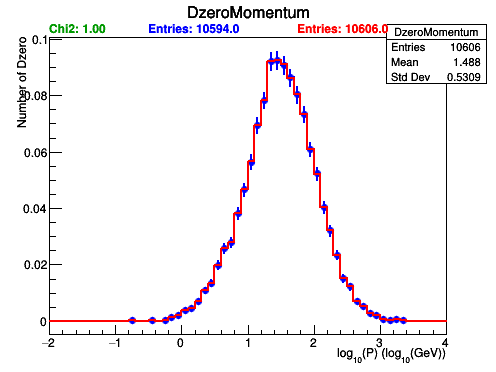 DzeroMomentum
Chi2: 1.00 Entries: 10594.0 Entries: 10606.0
DzeroMomentum
Entries 10606
Mean 1.488
Std Dev 0.5309
Number of Dzero
0.1
0.08
0.06
0.04
0.02
0
−2 −1 0 1 2 3 4
log10(P) (log10(GeV))